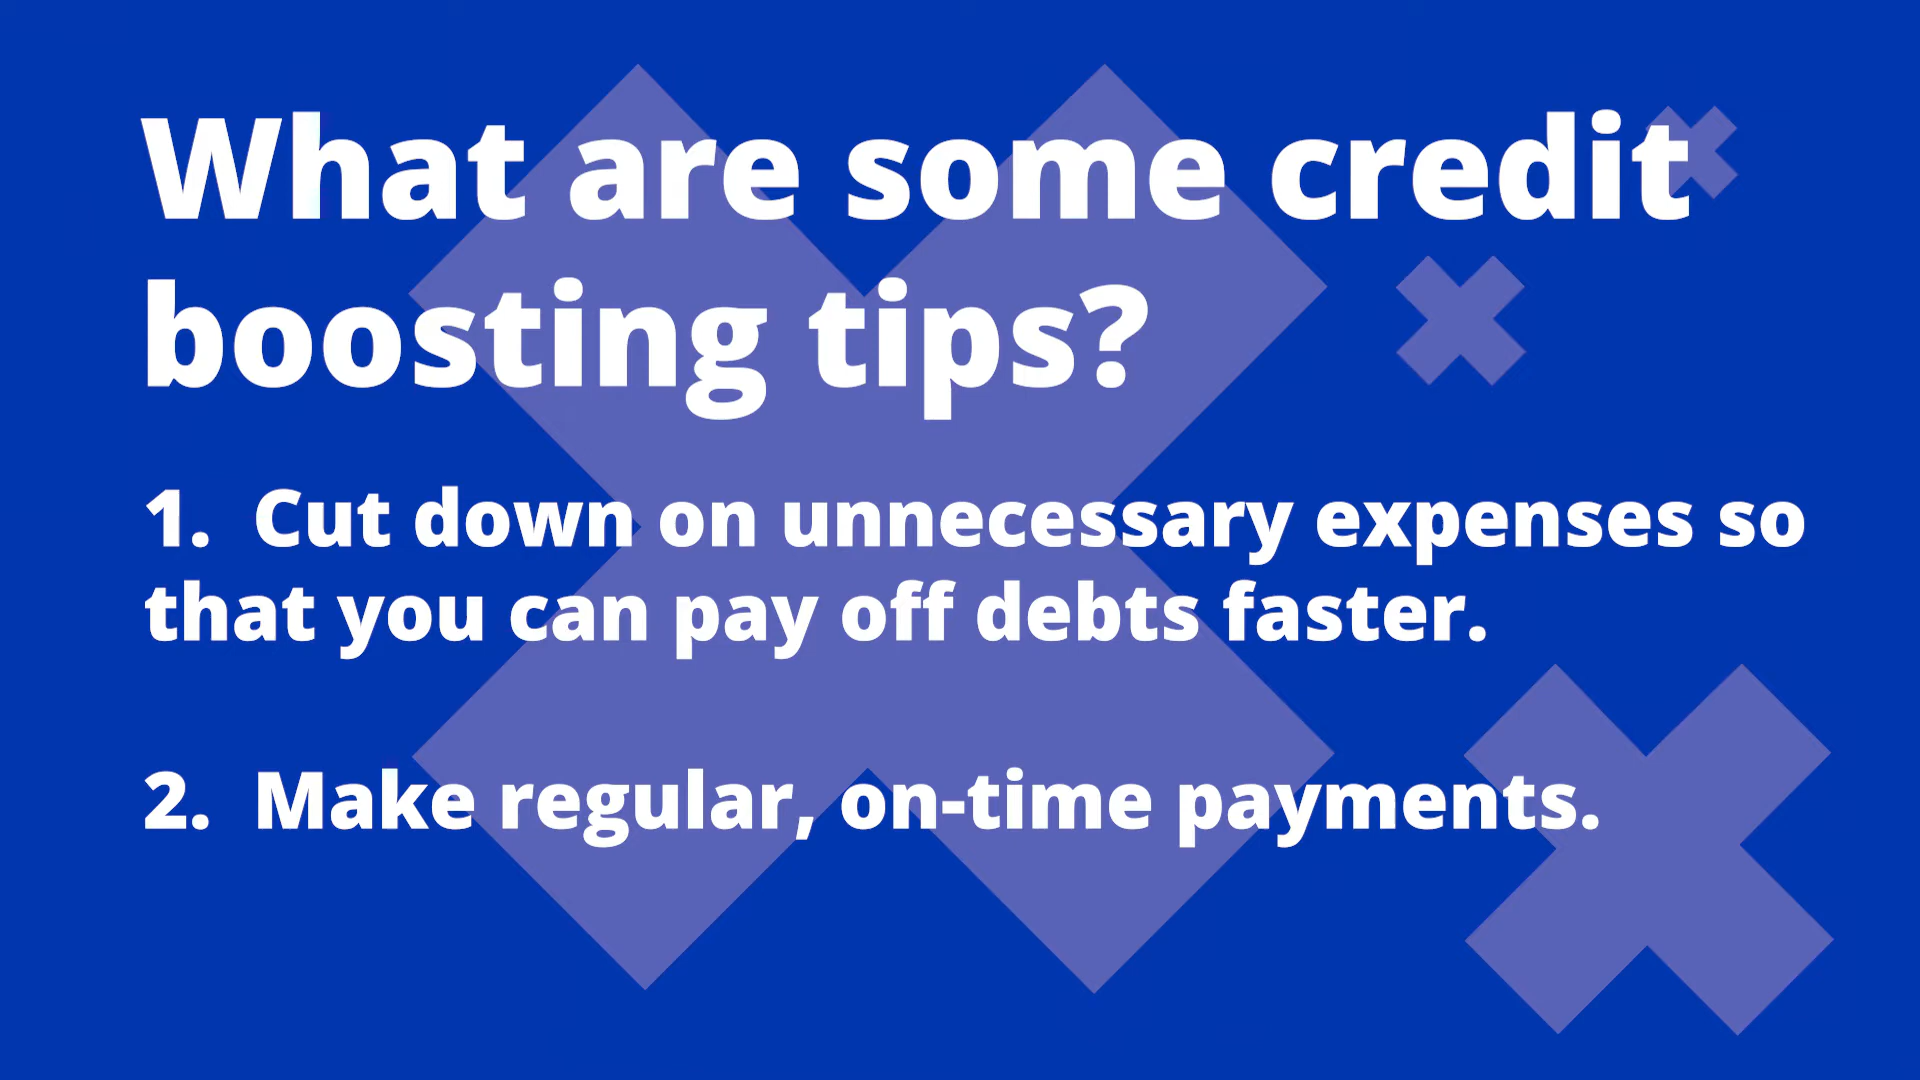 What are some credit
boosting tips?
1. Cut down on unnecessary expenses so
that you can pay off debts faster.
2. Make regular, on-time payments.